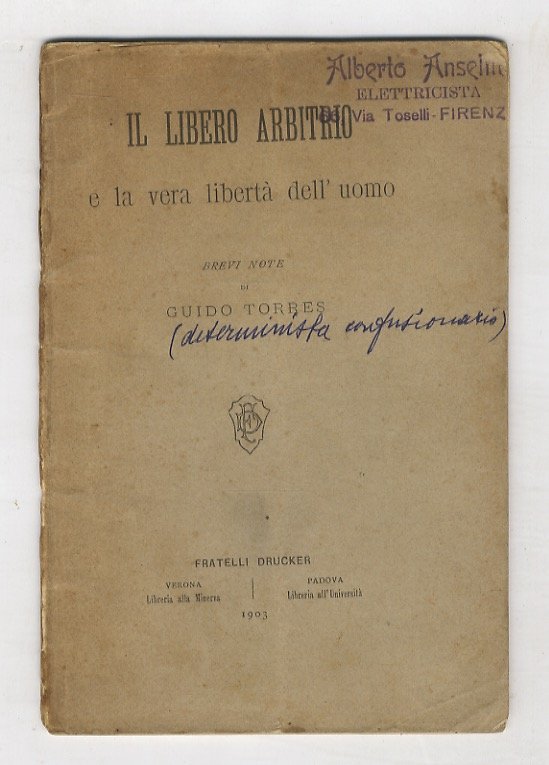 Alberto Anselm
ELETTRICISTA
Via Toselli - FIRENZ
IL LIBERO ARBITRIO
e la vera libertà dell' uomo
BREVI NOTE
DI
GUIDO TORRES
(determinista confusionario)
FRATELLI DRUCKER
VERONA
Libreria alla Minerva
PADOVA
Libreria all'Università
1903